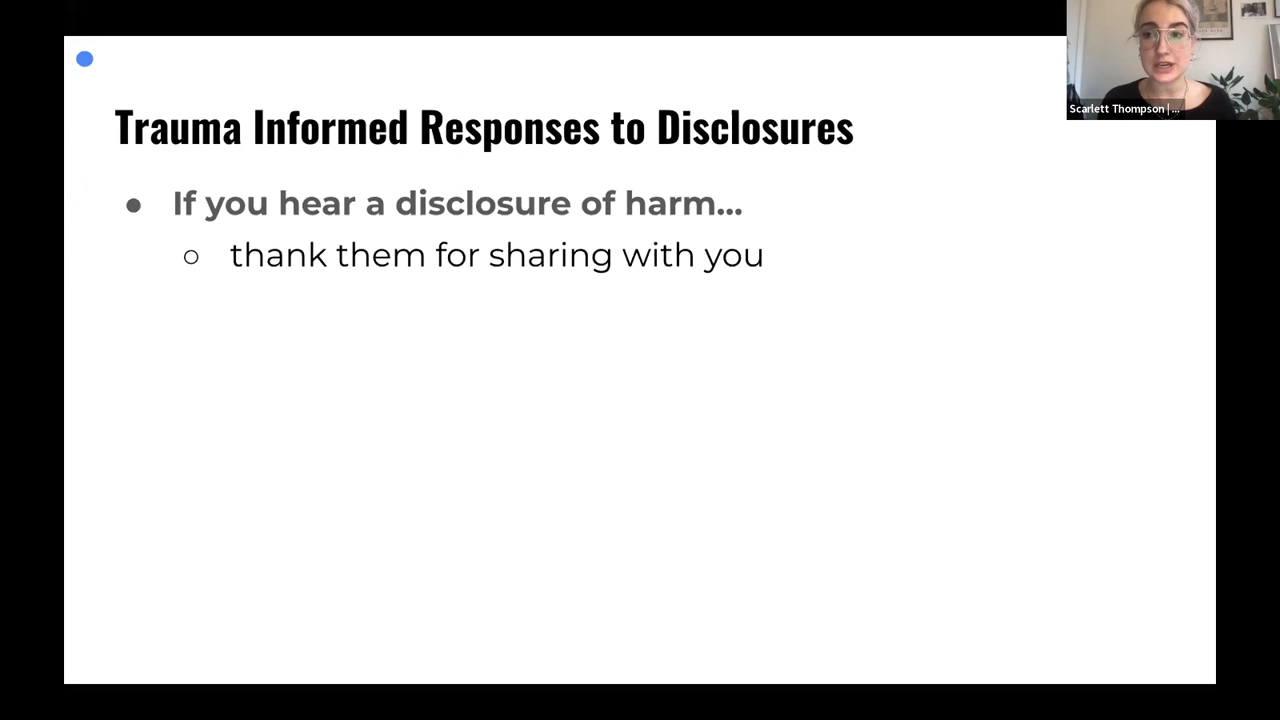 Trauma Informed Responses to Disclosures
● If you hear a disclosure of harm...
○ thank them for sharing with you
Scarlett Thompson | ...